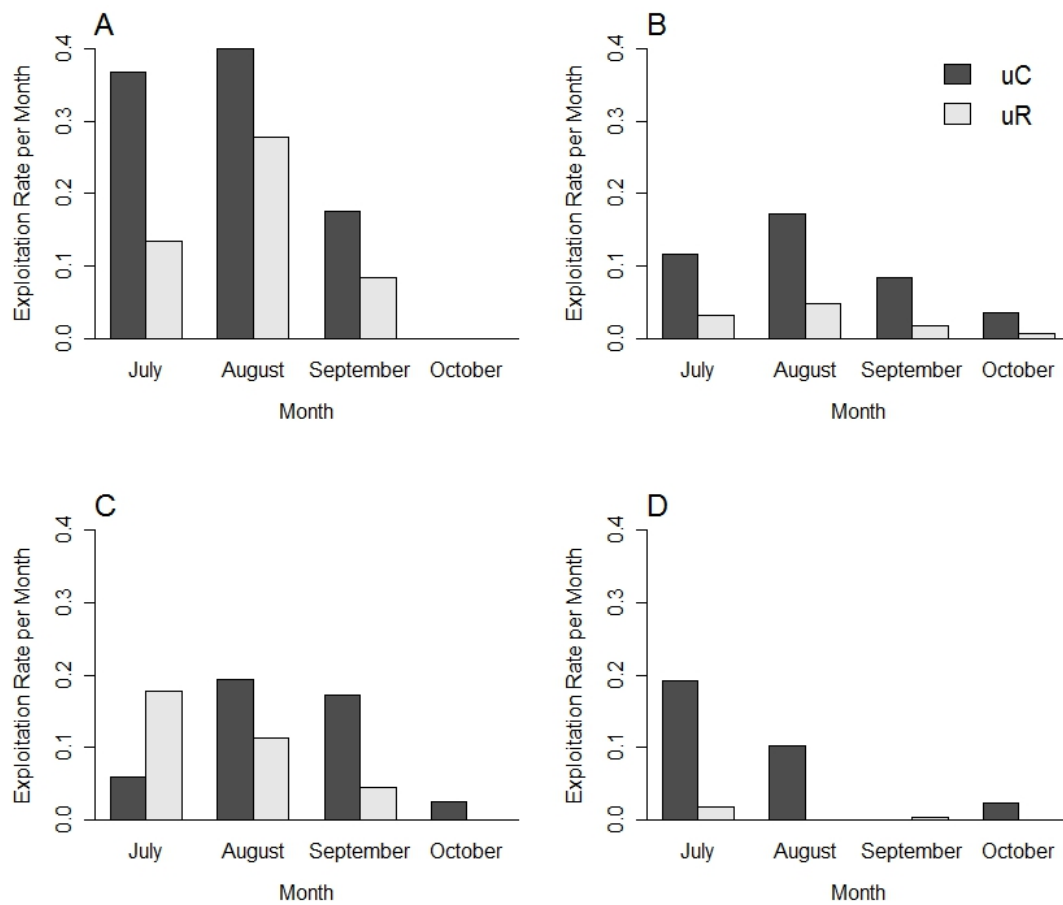 A
Exploitation Rate per Month
0.4
0.3
0.2
0.1
0.0
July August September October
Month
B
Exploitation Rate per Month
0.4
0.3
0.2
0.1
0.0
uC
uR
July August September October
Month
C
Exploitation Rate per Month
0.4
0.3
0.2
0.1
0.0
July August September October
Month
D
Exploitation Rate per Month
0.4
0.3
0.2
0.1
0.0
July August September October
Month